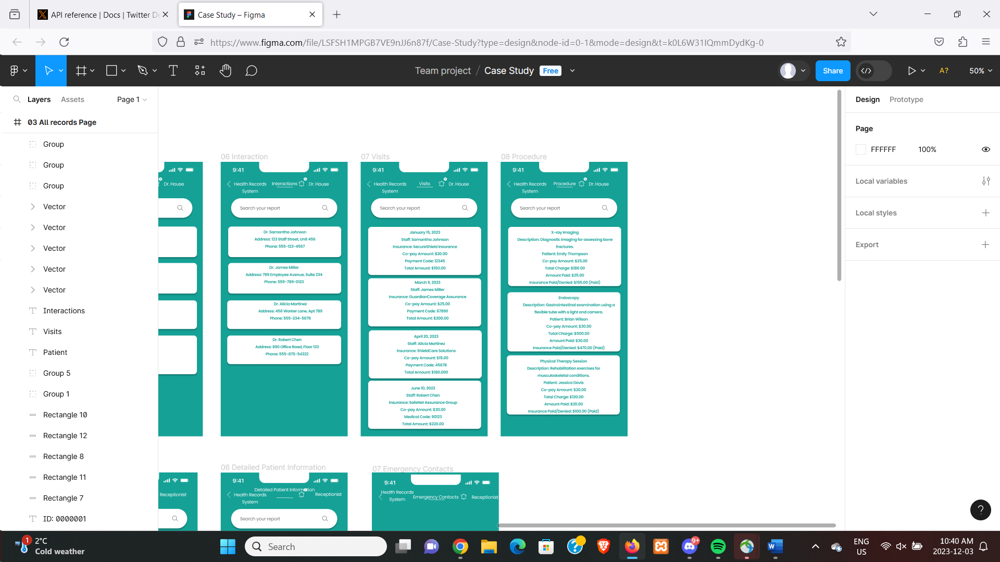 API reference | Docs | Twitter De
Case Study – Figma
https://www.figma.com/file/LSFSH1MPGB7VE9nJJ6n87f/Case-Study?type=design&node-id=0-1&mode=design&t=k0L6W31IQmmDydKg-0
Team project / Case Study Free
Share
A?
50%
Layers
Assets
Page 1
03 All records Page
Group
Group
Group
Vector
Vector
Vector
Vector
Vector
Interactions
Visits
Patient
Group 5
Group 1
Rectangle 10
Rectangle 12
Rectangle 8
Rectangle 11
Rectangle 7
ID: 0000001
Dr. House
06 Interaction
9:41
Health Records
System
Interactions
Dr. House
Search your report
Dr. Samantha Johnson
Address: 123 Staff Street, Unit 456
Phone: 555-123-4567
Dr. James Miller
Address: 789 Employee Avenue, Suite 234
Phone: 555-789-0123
Dr. Alicia Martinez
Address: 456 Worker Lane, Apt 789
Phone: 555-234-5678
Dr. Robert Chen
Address: 890 Office Road, Floor 123
Phone: 555-876-54322
07 Visits
9:41
Health Records
System
Visits
Dr. House
Search your report
January 15, 2023
Staff: Samantha Johnson
Insurance: SecureShield Insurance
Co-pay Amount: $20.00
Payment Code: 12345
Total Amount: $150.00
March 5, 2023
Staff: James Miller
Insurance: GuardianCoverage Assurance
Co-pay Amount: $25.00
Payment Code: 67890
Total Amount: $200.00
April 20, 2023
Staff: Alicia Martinez
Insurance: ShieldCare Solutions
Co-pay Amount: $15.00
Payment Code: 45678
Total Amount: $180.000
June 10, 2023
Staff: Robert Chen
Insurance: SafeNet Assurance Group
Co-pay Amount: $30.00
Medical Code: 90123
Total Amount: $220.00
08 Procedure
9:41
Health Records
System
Procedure
Dr. House
Search your report
X-ray Imaging
Description: Diagnostic imaging for assessing bone
fractures.
Patient: Emily Thompson
Co-pay Amount: $25.00
Total Charge: $180.00
Amount Paid: $25.00
Insurance Paid/Denied: $155.00 (Paid)
Endoscopy
Description: Gastrointestinal examination using a
flexible tube with a light and camera.
Patient: Brian Wilson
Co-pay Amount: $30.00
Total Charge: $500.00
Amount Paid: $30.00
Insurance Paid/Denied: $470.00 (Paid)
Physical Therapy Session
Description: Rehabilitation exercises for
musculoskeletal conditions.
Patient: Jessica Davis
Co-pay Amount: $20.00
Total Charge: $120.00
Amount Paid: $20.00
Insurance Paid/Denied: $100.00 (Paid)
Receptionist
06 Detailed Patient Information
9:41
Detailed Patient Information
Health Records
System
Receptionist
Search your report
07 Emergency Contacts
9:41
Health Records
System
Emergency Contacts
Receptionist
Design
Prototype
Page
FFFFFF
100%
Local variables
Local styles
Export
?
1
2°C
Cold weather
Search
9+
ENG
US
10:40 AM
2023-12-03